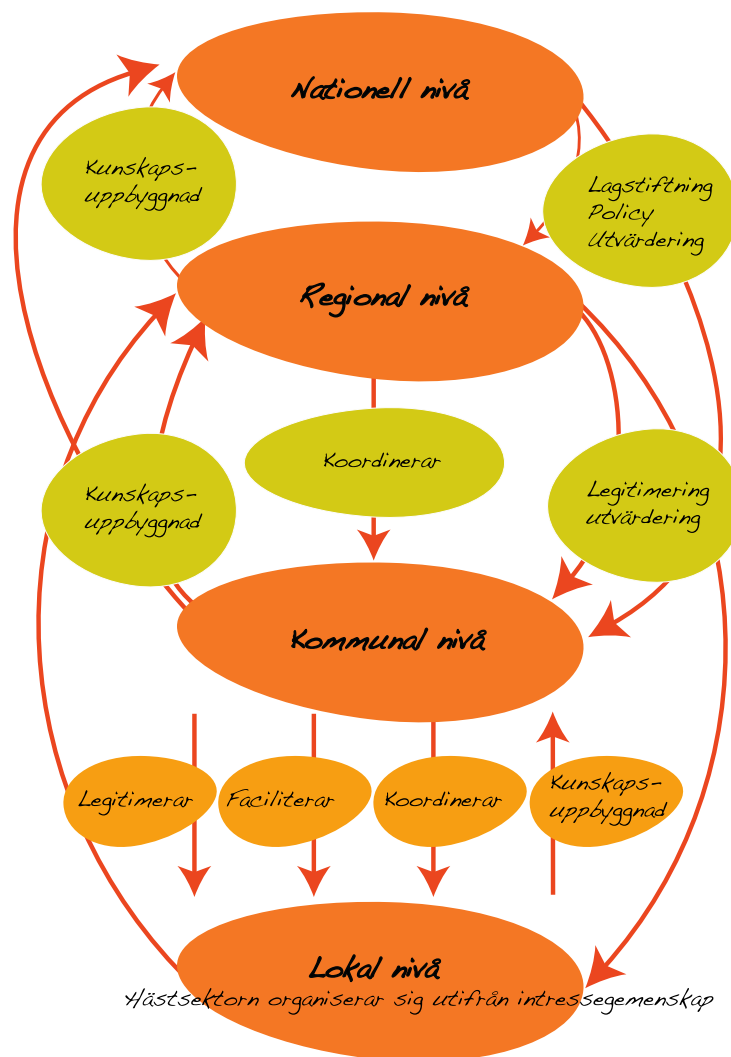 Nationell nivå
Kunskaps-
uppbyggnad
Lagstiftning
Policy
Utvärdering
Regional nivå
Koordinerar
Kunskaps-
uppbyggnad
Legitimering
utvärdering
Kommunal nivå
Legitimerar
Faciliterar
Koordinerar
Kunskaps-
uppbyggnad
Lokal nivå
Hästsektorn organiserar sig utifrån intressegemenskap